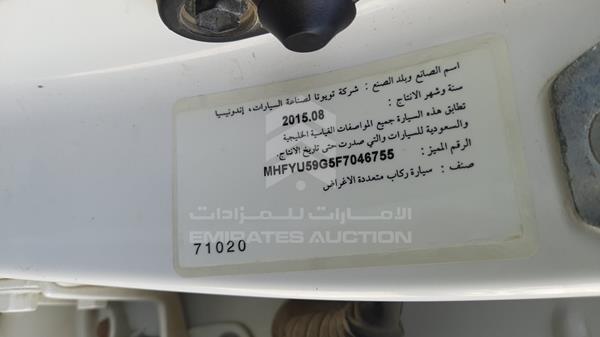 اسم الصانع وبلد الصنع : شركة تويوتا لصناعة السيارات، إندونيسيا
سنة وشهر الانتاج : 2015.08
تطابق هذه السيارة جميع المواصفات القياسية الخليجية
والسعودية للسيارات والتي صدرت حتى تاريخ الانتاج.
الرقم المميز : MHFYU59G5F7046755
صنف : سيارة ركاب متعددة الاغراض
الامارات للمزادات
EMIRATES AUCTION
71020